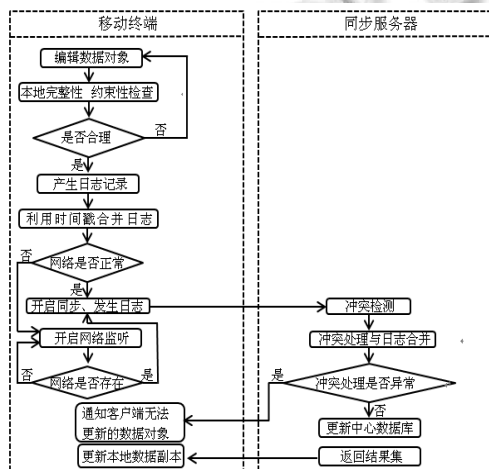 移动终端
同步服务器
编辑数据对象
本地完整性 约束性检查
是否合理
否
是
产生日志记录
利用时间戳合并日志
网络是否正常
否
是
开启同步、发生日志
开启网络监听
网络是否存在
否
是
冲突检测
冲突处理与日志合并
冲突处理是否异常
是
否
通知客户端无法
更新的数据对象
更新中心数据库
更新本地数据副本
返回结果集